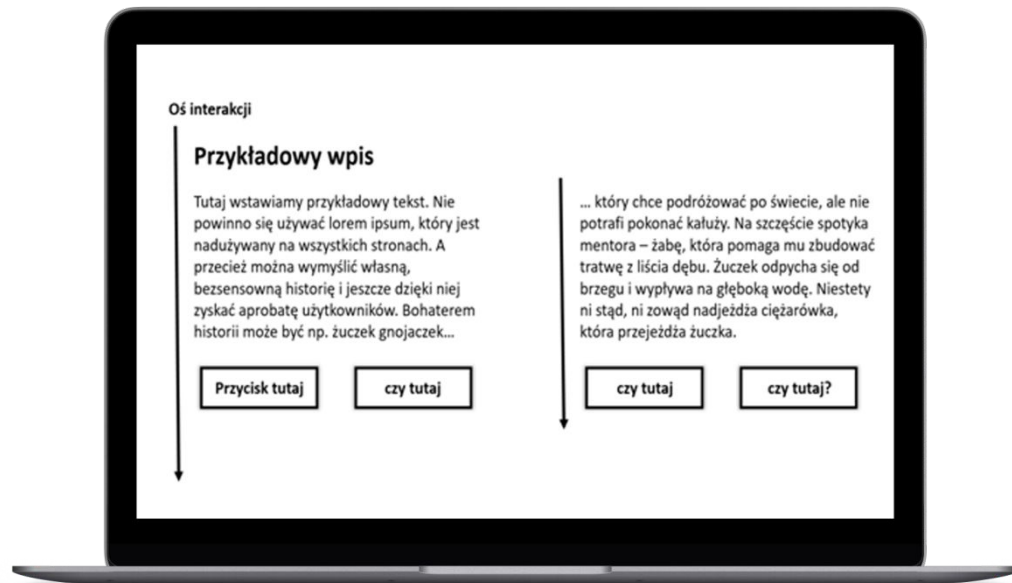 Oś interakcji
Przykładowy wpis
Tutaj wstawiamy przykładowy tekst. Nie
powinno się używać lorem ipsum, który jest
nadużywany na wszystkich stronach. A
przecież można wymyślić własną,
bezsensowną historię i jeszcze dzięki niej
zyskać aprobatę użytkowników. Bohaterem
historii może być np. żuczek gnojaczek...
Przycisk tutaj
czy tutaj
... który chce podróżować po świecie, ale nie
potrafi pokonać kałuży. Na szczęście spotyka
mentora – żabę, która pomaga mu zbudować
tratwę z liścia dębu. Żuczek odpycha się od
brzegu i wypływa na głęboką wodę. Niestety
ni stąd, ni zowąd nadjeżdża ciężarówka,
która przejeżdża żuczka.
czy tutaj
czy tutaj?